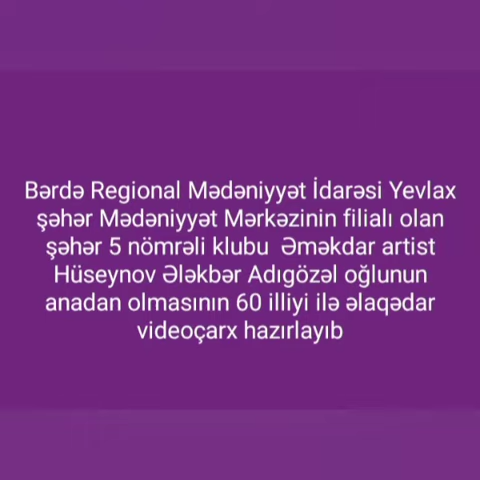 Bərdə Regional Mədəniyyət İdarəsi Yevlax
şəhər Mədəniyyət Mərkəzinin filialı olan
şəhər 5 nömrəli klubu  Əməkdar artist
Hüseynov Ələkbər Adıgözəl oğlunun
anadan olmasının 60 illiyi ilə əlaqədar
videoçarx hazırlayıb